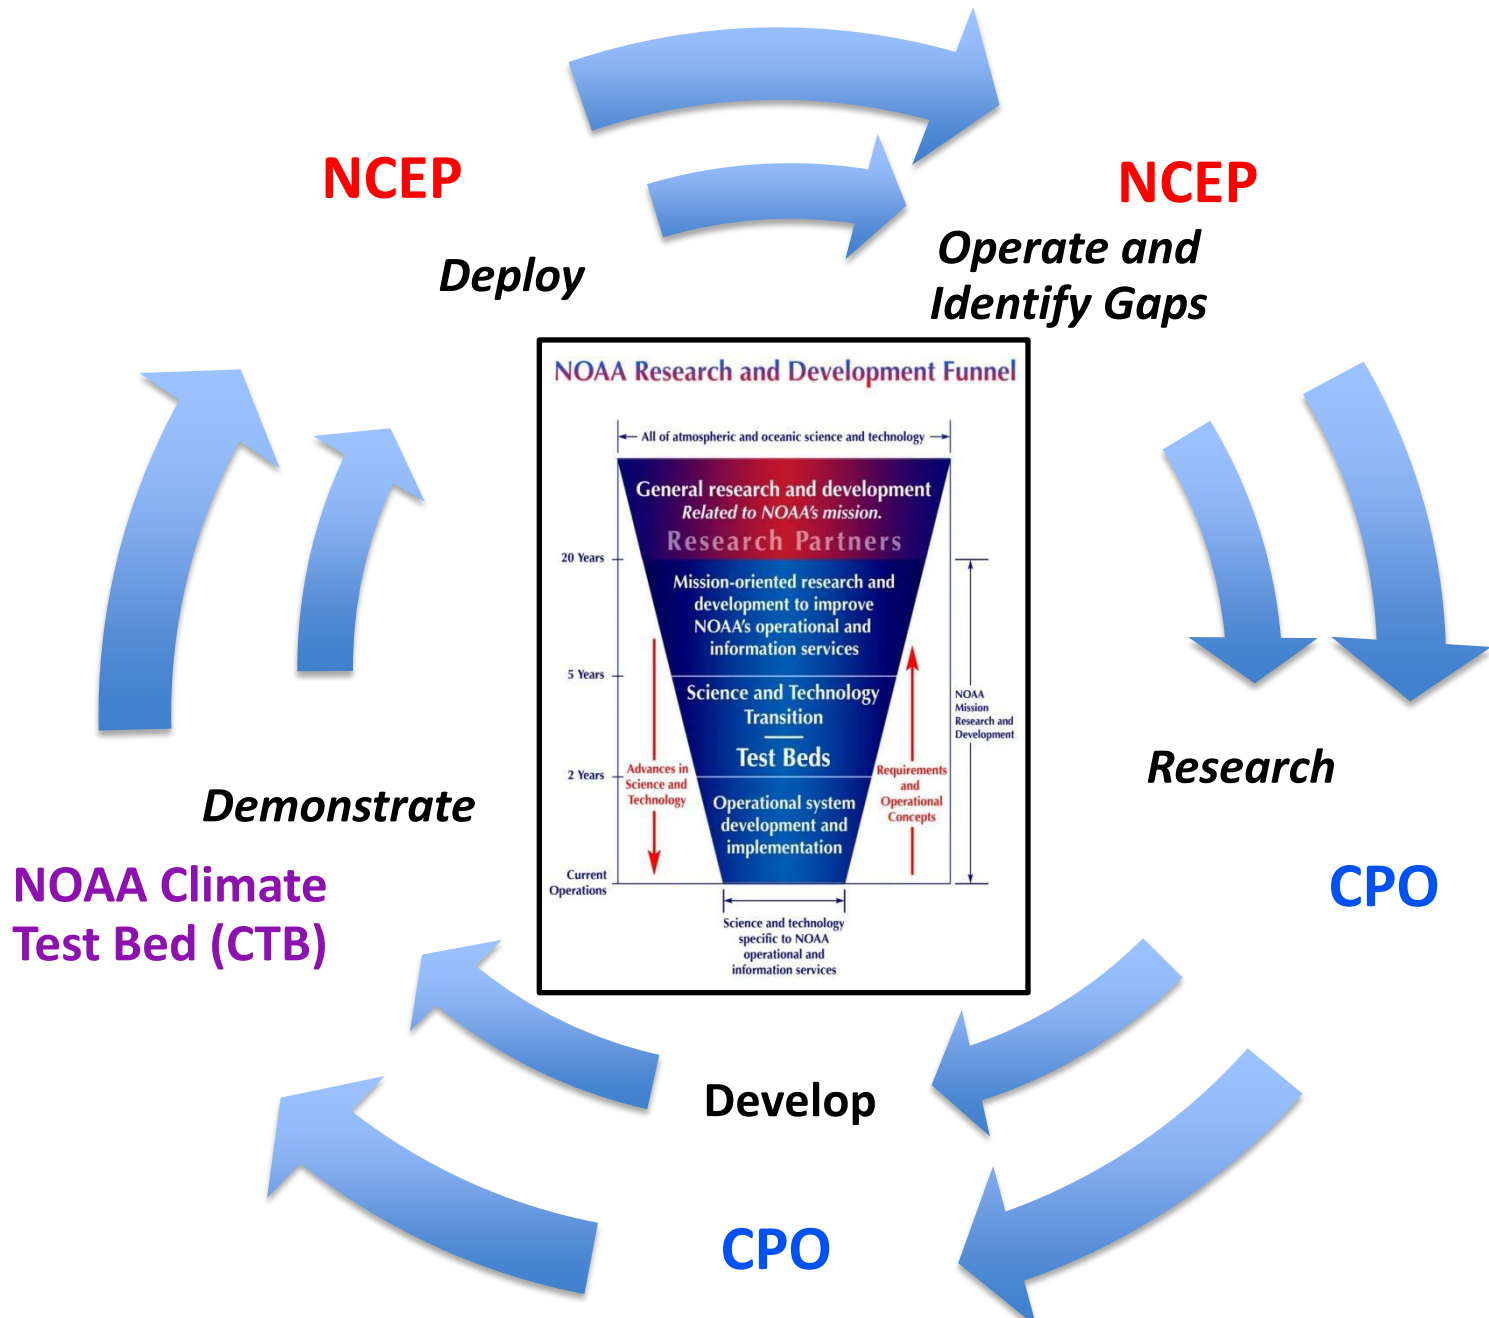 NCEP
NCEP
Deploy
Operate and
Identify Gaps
NOAA Research and Development Funnel
All of atmospheric and oceanic science and technology
General research and development
Related to NOAA's mission.
Research Partners
20 Years
Mission-oriented research and
development to improve
NOAA's operational and
information services
5 Years
Science and Technology
Transition
Test Beds
NOAA
Mission
Research and
Development
2 Years
Advances in
Science and
Technology
Requirements
and
Operational
Concepts
Operational system
development and
implementation
Current
Operations
Science and technology
specific to NOAA
operational and
information services
Research
CPO
Demonstrate
NOAA Climate
Test Bed (CTB)
Develop
CPO